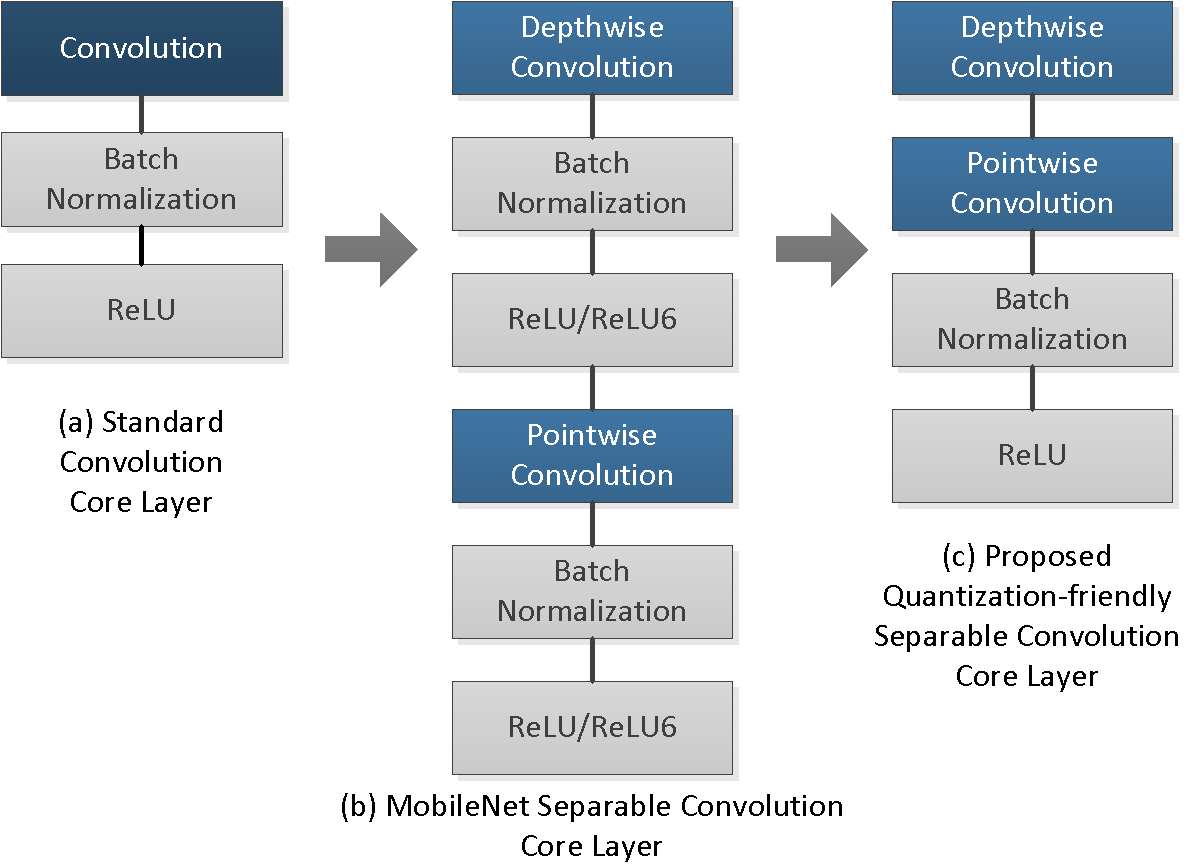 Convolution
Batch
Normalization
ReLU
(a) Standard
Convolution
Core Layer
Depthwise
Convolution
Batch
Normalization
ReLU/ReLU6
Pointwise
Convolution
Batch
Normalization
ReLU/ReLU6
(b) MobileNet Separable Convolution
Core Layer
Depthwise
Convolution
Pointwise
Convolution
Batch
Normalization
ReLU
(c) Proposed
Quantization-friendly
Separable Convolution
Core Layer